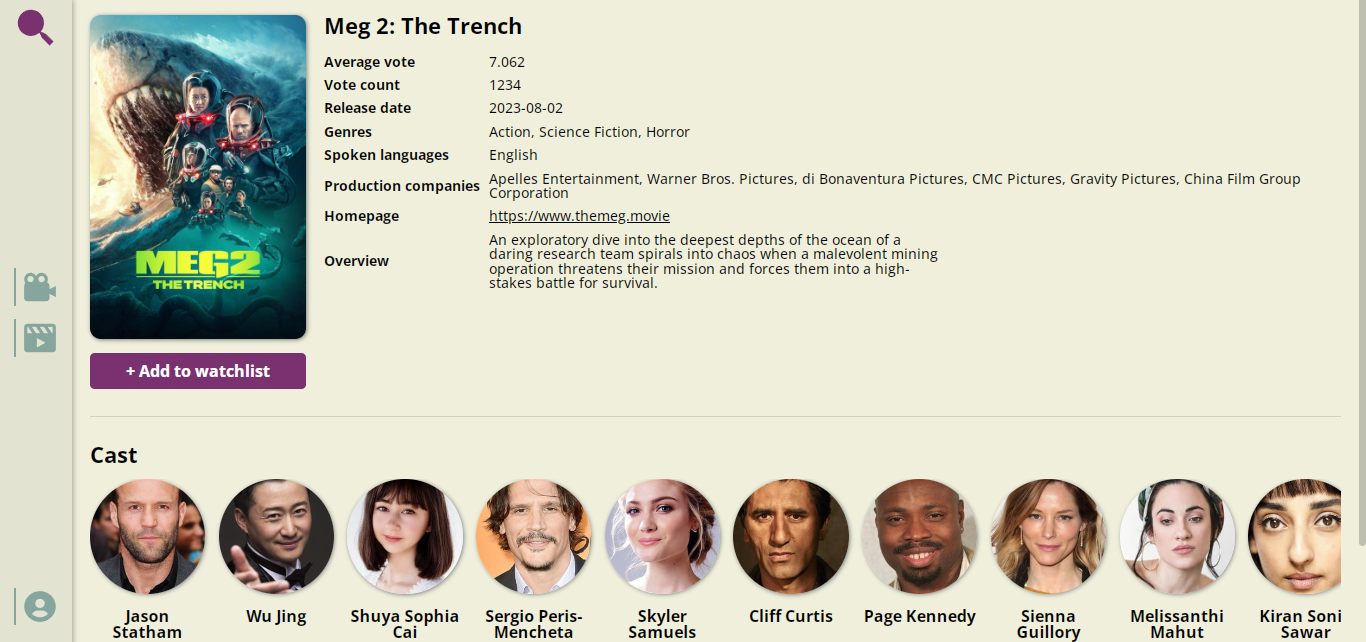 Meg 2: The Trench
Average vote 7.062
Vote count 1234
Release date 2023-08-02
Genres Action, Science Fiction, Horror
Spoken languages English
Production companies Apelles Entertainment, Warner Bros. Pictures, di Bonaventura Pictures, CMC Pictures, Gravity Pictures, China Film Group
Corporation
Homepage https://www.themeg.movie
Overview An exploratory dive into the deepest depths of the ocean of a
daring research team spirals into chaos when a malevolent mining
operation threatens their mission and forces them into a high-
stakes battle for survival.
MEG2
THE TRENCH
+ Add to watchlist
Cast
Jason
Statham
Wu Jing
Shuya Sophia
Cai
Sergio Peris-
Mencheta
Skyler
Samuels
Cliff Curtis
Page Kennedy
Sienna
Guillory
Melissanthi
Mahut
Kiran Soni
Sawar